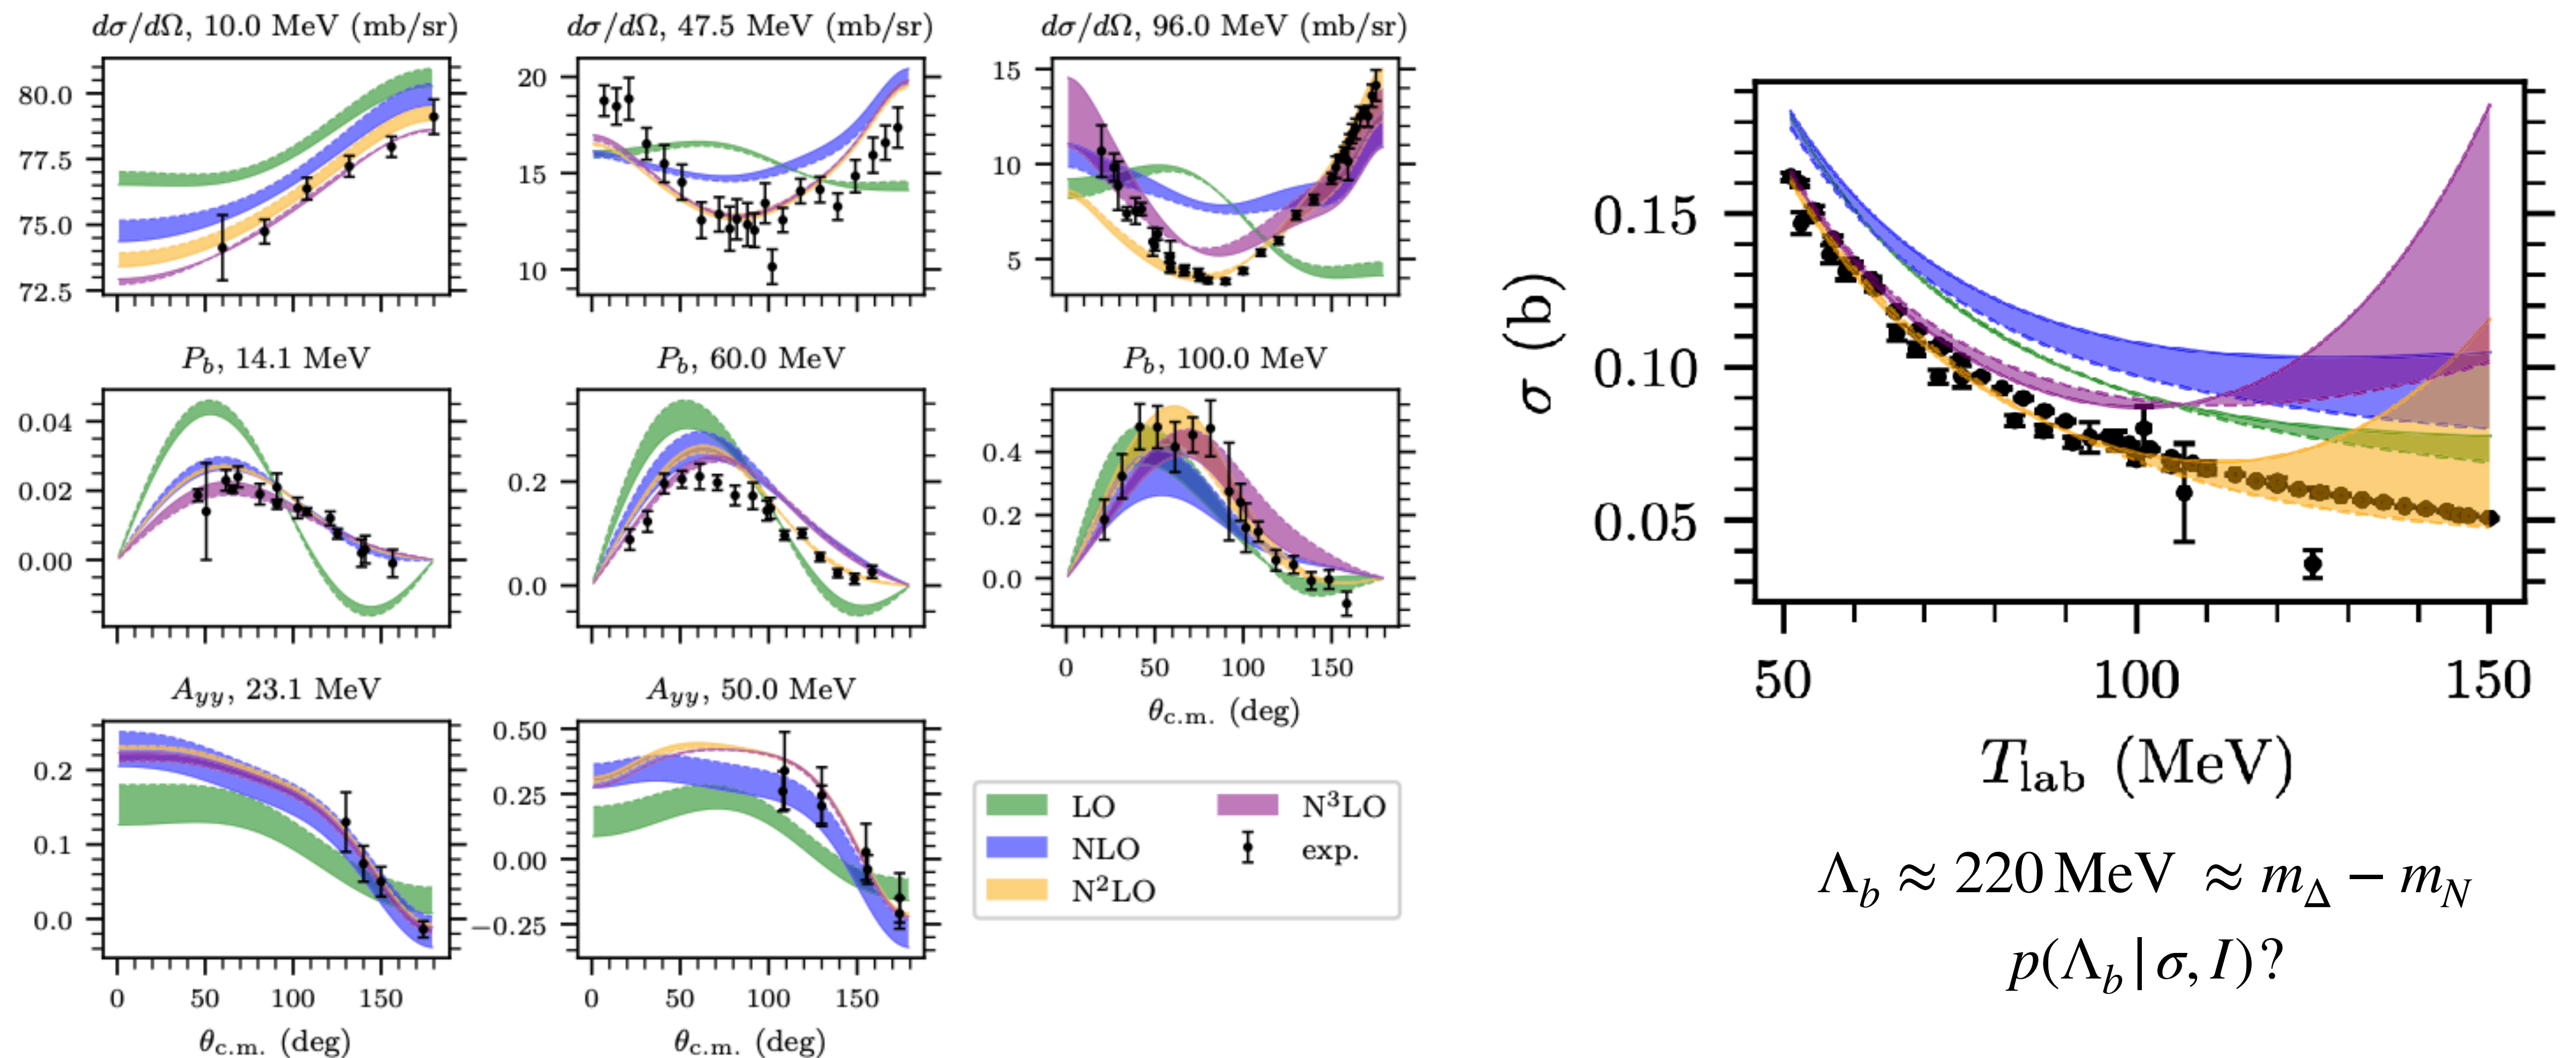 dσ/dΩ, 10.0 MeV (mb/sr)
dσ/dΩ, 47.5 MeV (mb/sr)
dσ/dΩ, 96.0 MeV (mb/sr)
80.0
77.5
75.0
72.5
20
15
10
15
10
5
P_b, 14.1 MeV
P_b, 60.0 MeV
P_b, 100.0 MeV
0.04
0.02
0.00
0.2
0.0
0.4
0.2
0.0
0 50 100 150
θ_c.m. (deg)
A_yy, 23.1 MeV
A_yy, 50.0 MeV
0.2
0.1
0.0
0.50
0.25
0.00
−0.25
0 50 100 150
θ_c.m. (deg)
0 50 100 150
θ_c.m. (deg)
LO
NLO
N²LO
N³LO
exp.
σ (b)
0.15
0.10
0.05
50 100 150
T_lab (MeV)
Λ_b ≈ 220 MeV ≈ m_Δ − m_N
p(Λ_b | σ, I)?